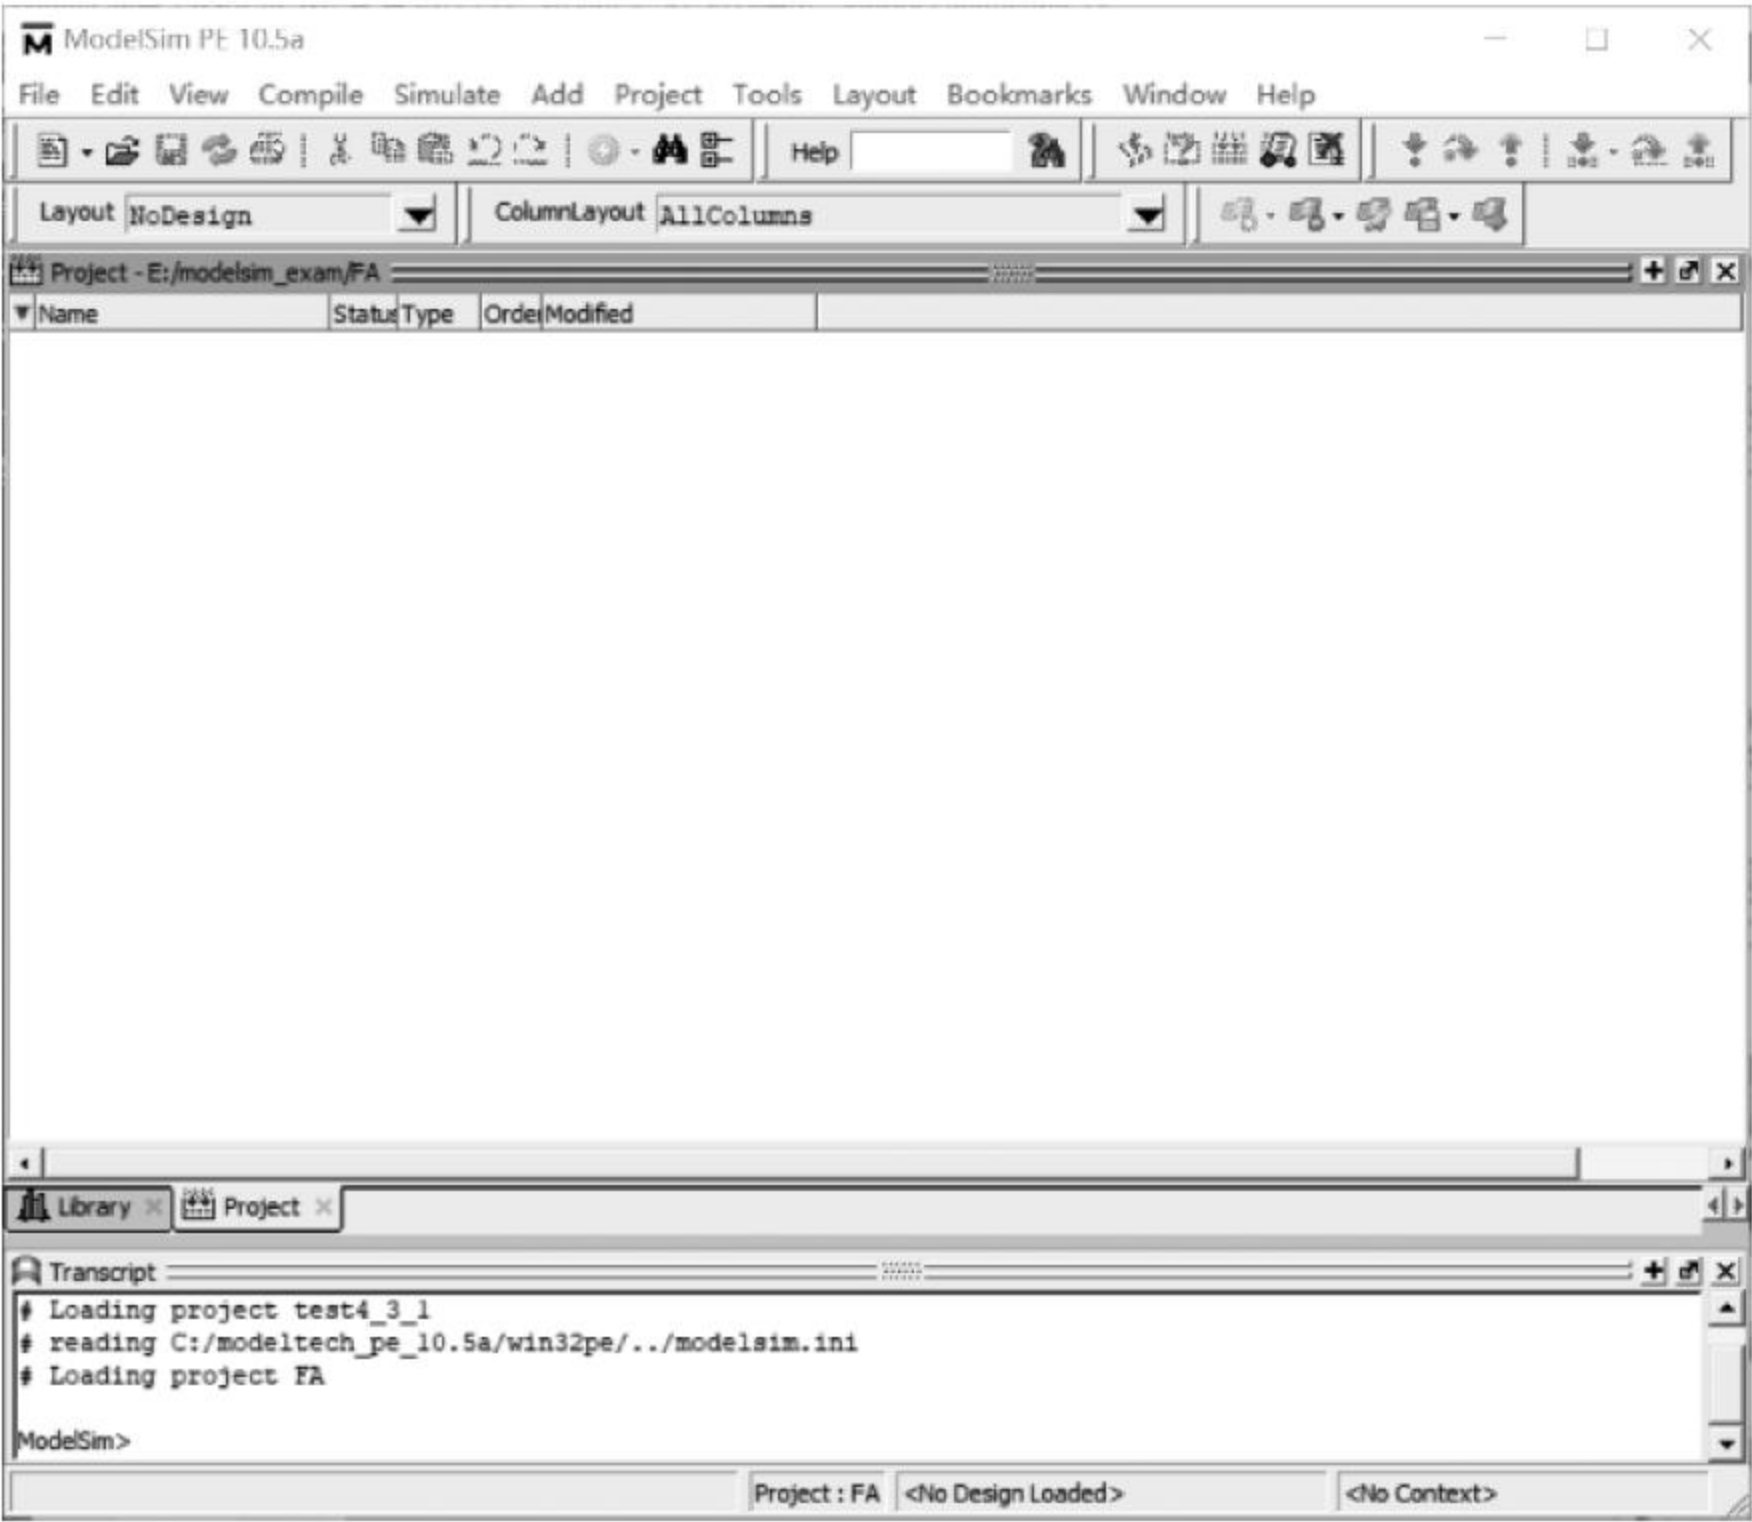 ModelSim PE 10.5a
File Edit View Compile Simulate Add Project Tools Layout Bookmarks Window Help
Help
Layout NoDesign ColumnLayout AllColumns
Project - E:/modelsim_exam/FA
Name Status Type Order Modified
Library Project
Transcript
# Loading project test4_3_1
# reading C:/modeltech_pe_10.5a/win32pe/../modelsim.ini
# Loading project FA
ModelSim>
Project : FA <No Design Loaded> <No Context>